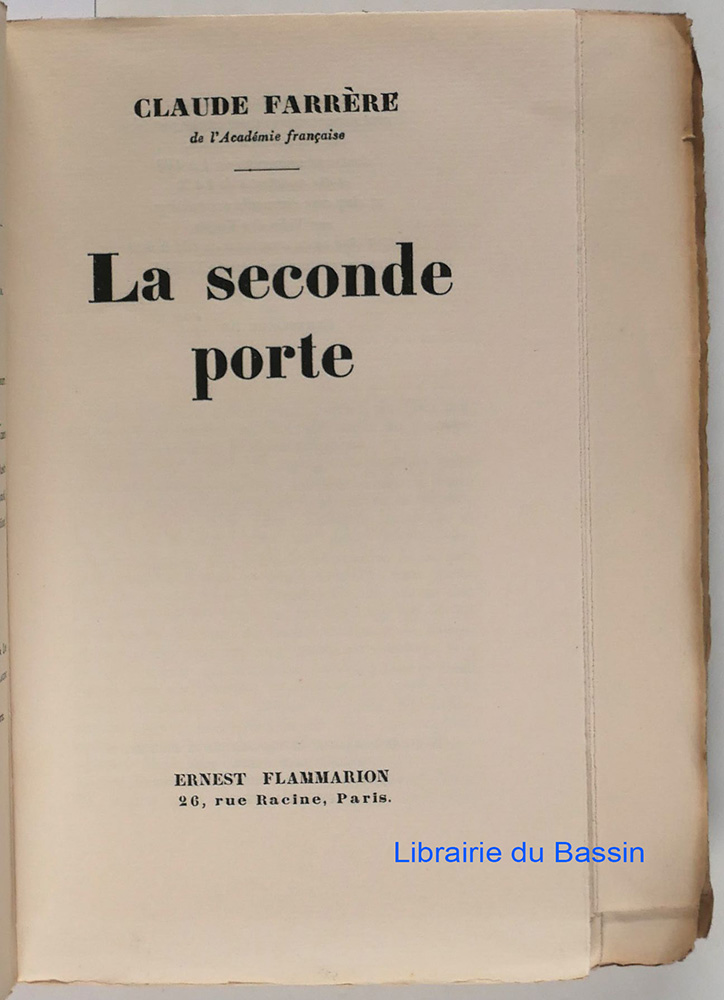 CLAUDE FARRÈRE
de l'Académie française
La seconde
porte
ERNEST FLAMMARION
26, rue Racine, Paris.
Librairie du Bassin